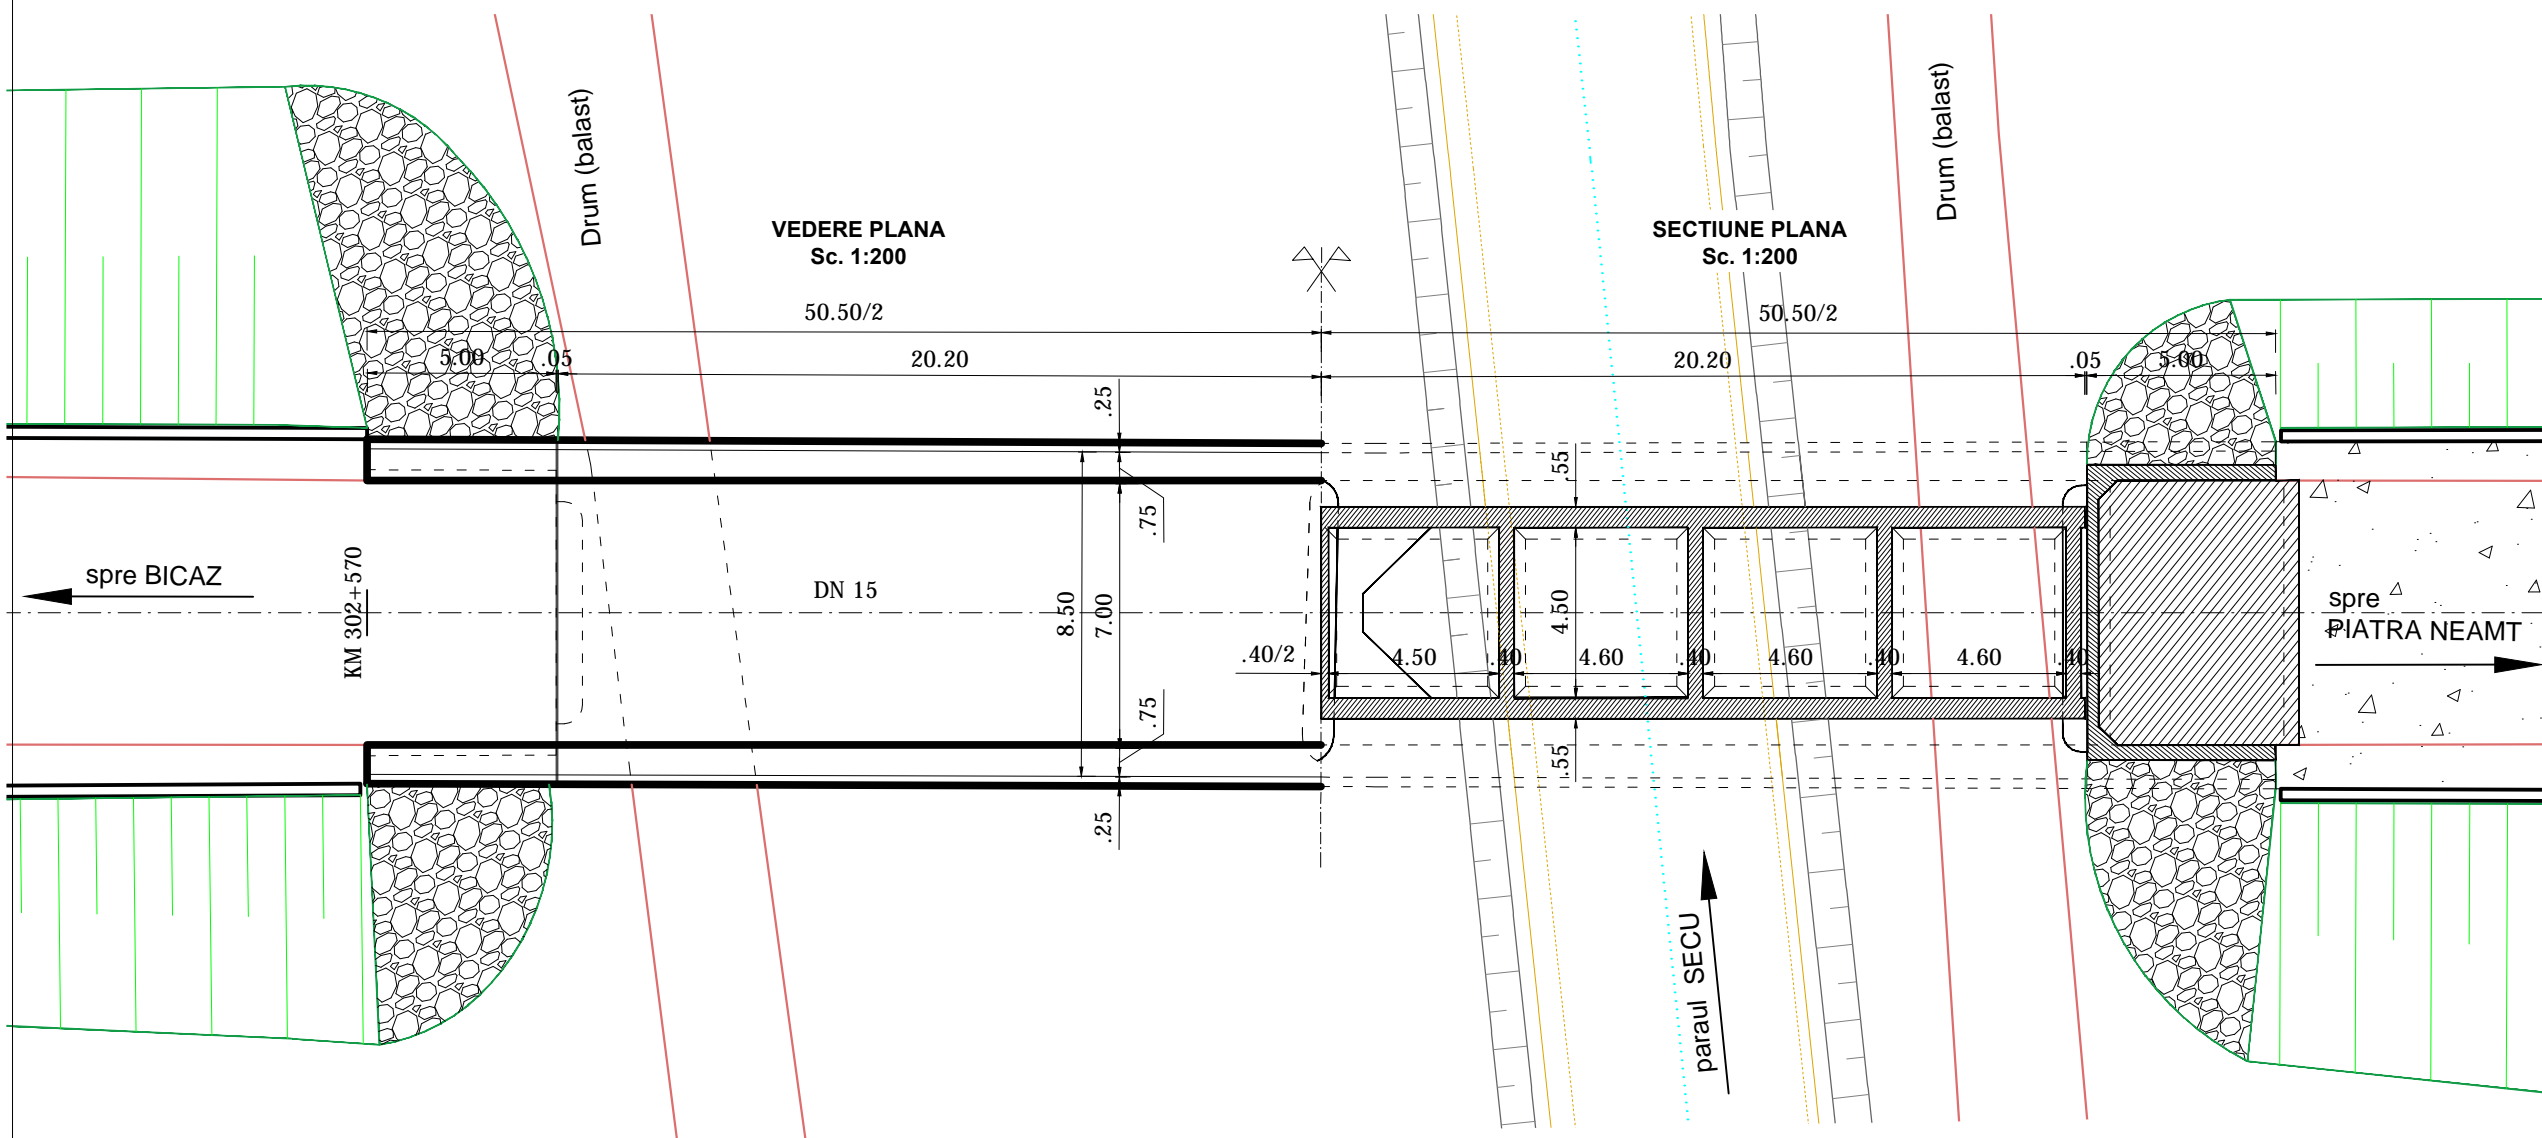 Drum (balast)
Drum (balast)
VEDERE PLANA
Sc. 1:200
SECTIUNE PLANA
Sc. 1:200
50.50/2
50.50/2
5.00
.05
20.20
20.20
.05
5.00
.25
.55
.75
spre BICAZ
KM 302+570
DN 15
8.50
7.00
4.50
spre
PIATRA NEAMT
.40/2
4.50
.40
4.60
.40
4.60
.40
4.60
.40
.75
.55
.25
paraul SECU